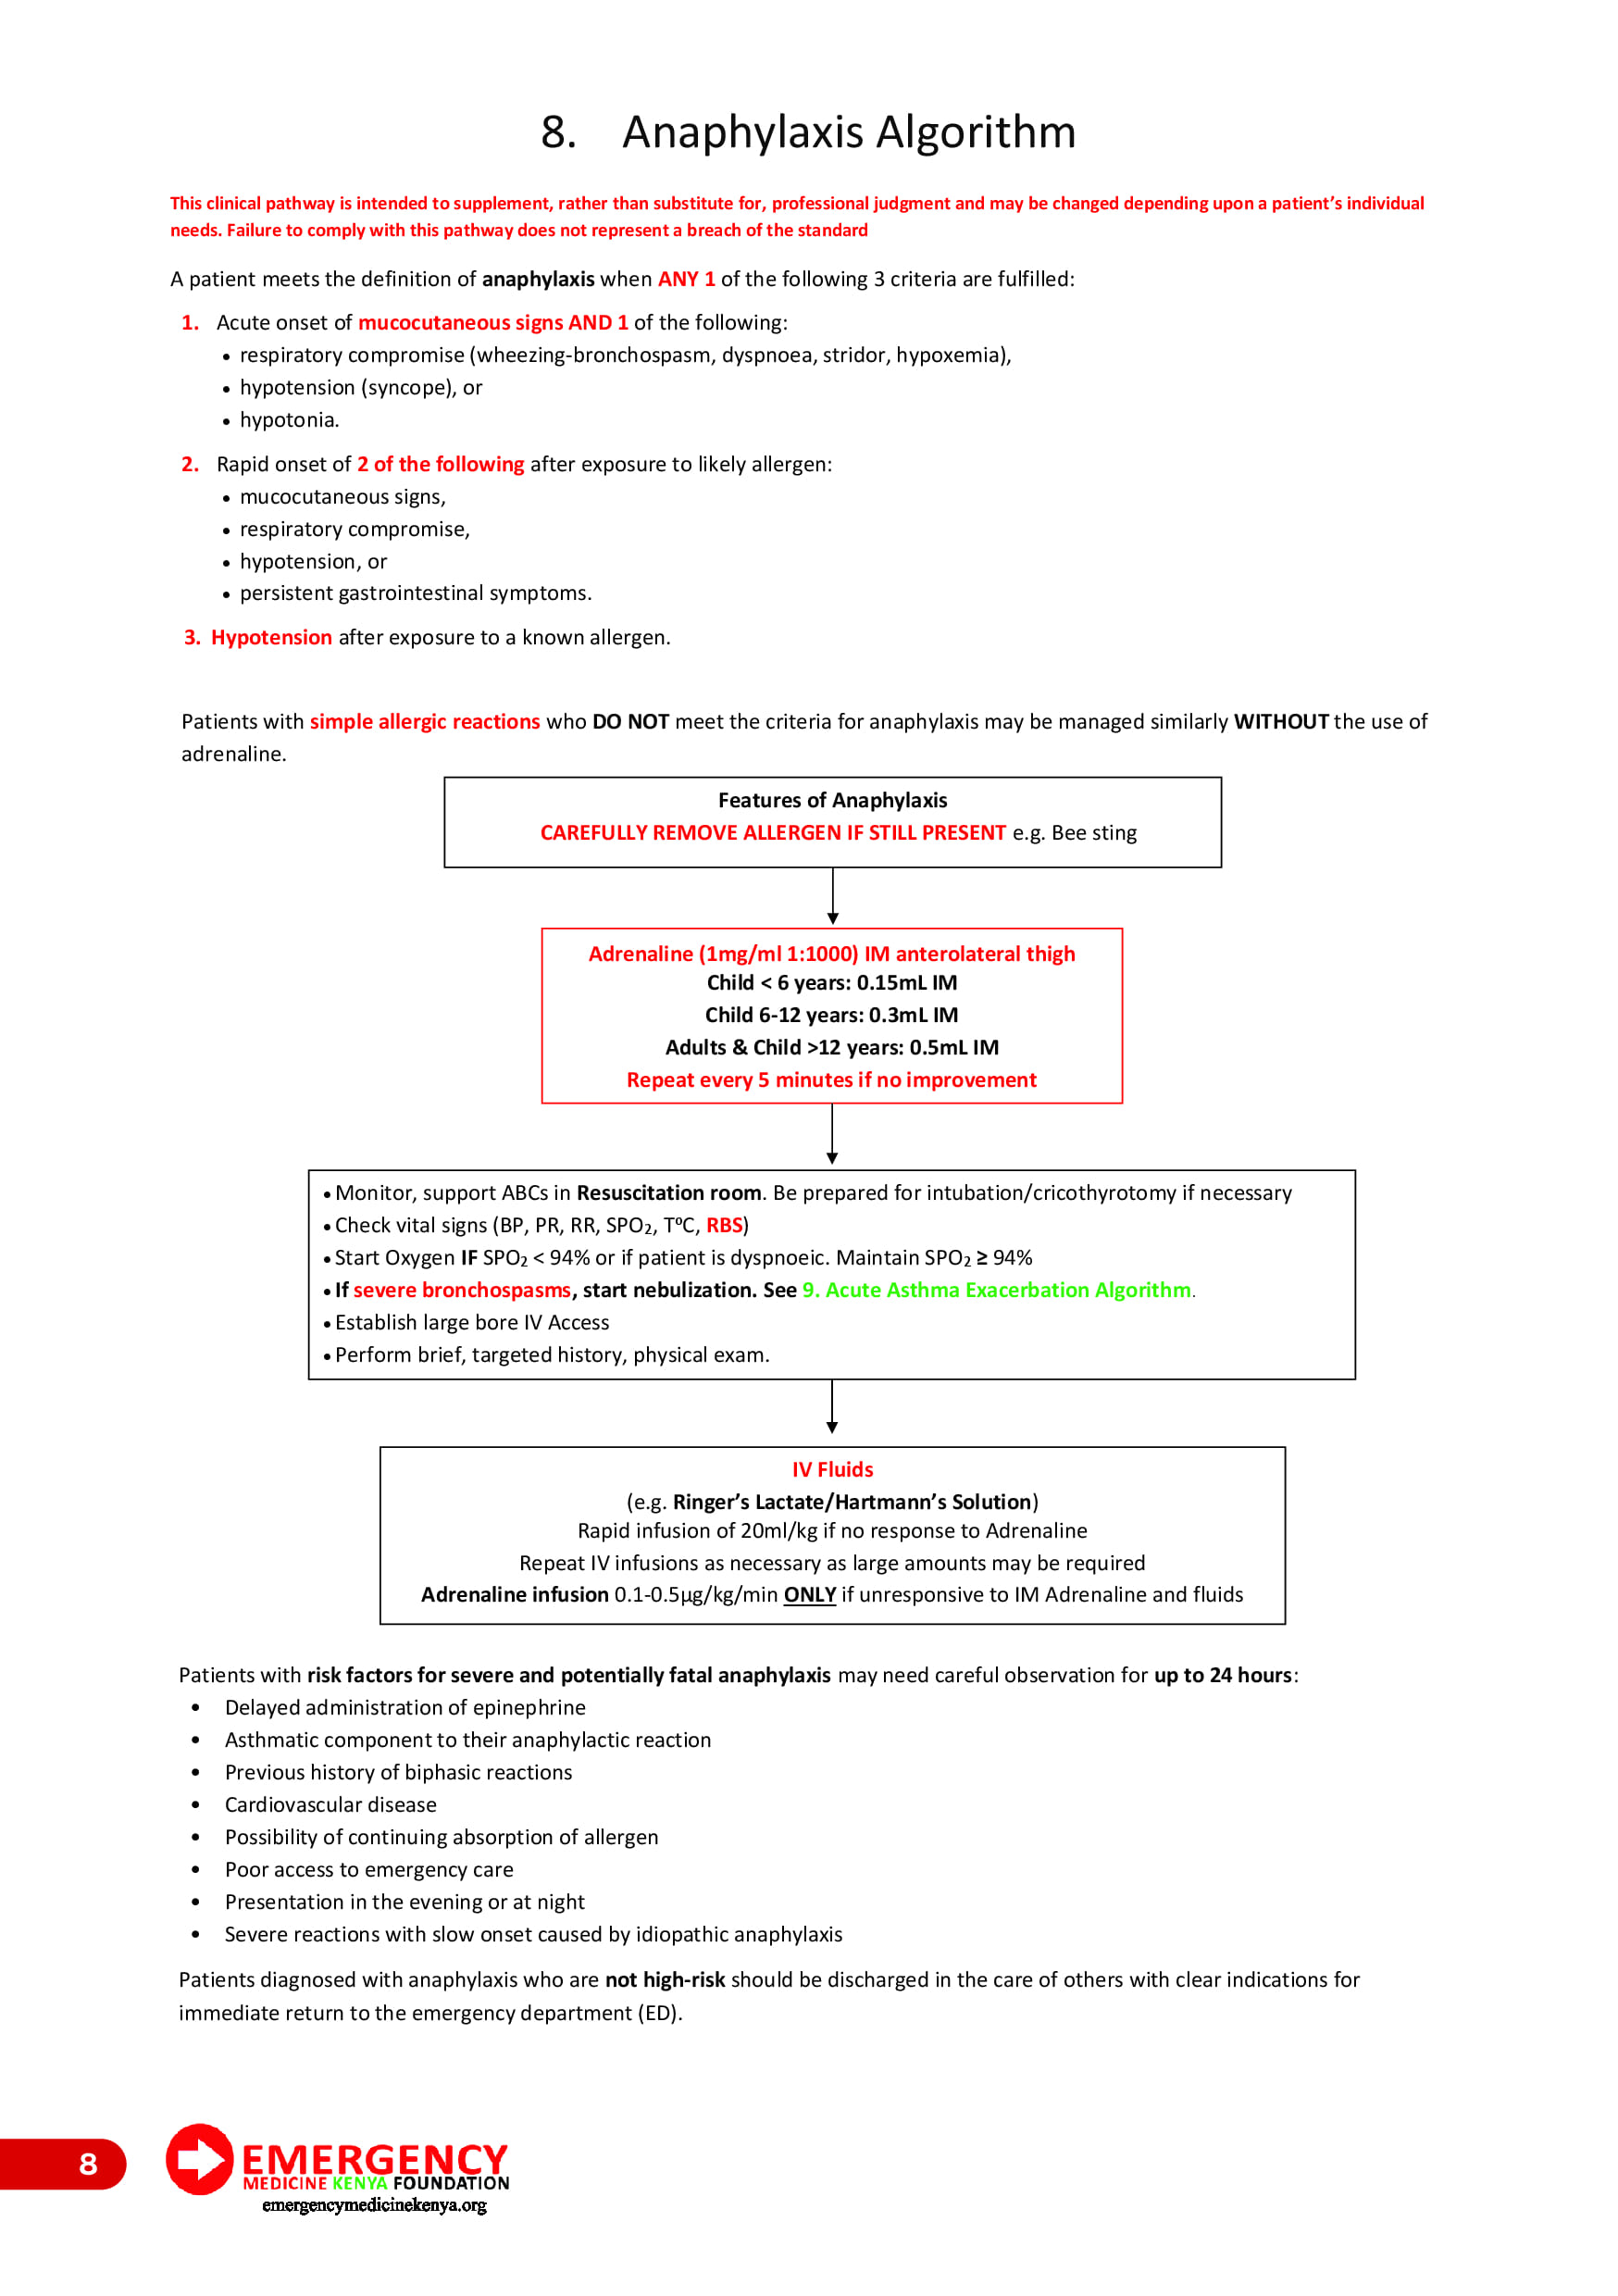 8. Anaphylaxis Algorithm
This clinical pathway is intended to supplement, rather than substitute for, professional judgment and may be changed depending upon a patient's individual
needs. Failure to comply with this pathway does not represent a breach of the standard
A patient meets the definition of anaphylaxis when ANY 1 of the following 3 criteria are fulfilled:
1. Acute onset of mucocutaneous signs AND 1 of the following:
• respiratory compromise (wheezing-bronchospasm, dyspnoea, stridor, hypoxemia),
• hypotension (syncope), or
• hypotonia.
2. Rapid onset of 2 of the following after exposure to likely allergen:
• mucocutaneous signs,
• respiratory compromise,
• hypotension, or
• persistent gastrointestinal symptoms.
3. Hypotension after exposure to a known allergen.
Patients with simple allergic reactions who DO NOT meet the criteria for anaphylaxis may be managed similarly WITHOUT the use of
adrenaline.
Features of Anaphylaxis
CAREFULLY REMOVE ALLERGEN IF STILL PRESENT e.g. Bee sting
Adrenaline (1mg/ml 1:1000) IM anterolateral thigh
Child < 6 years: 0.15mL IM
Child 6-12 years: 0.3mL IM
Adults & Child >12 years: 0.5mL IM
Repeat every 5 minutes if no improvement
• Monitor, support ABCs in Resuscitation room. Be prepared for intubation/cricothyrotomy if necessary
• Check vital signs (BP, PR, RR, SPO₂, T⁰C, RBS)
• Start Oxygen IF SPO₂ < 94% or if patient is dyspnoeic. Maintain SPO₂ ≥ 94%
• If severe bronchospasms, start nebulization. See 9. Acute Asthma Exacerbation Algorithm.
• Establish large bore IV Access
• Perform brief, targeted history, physical exam.
IV Fluids
(e.g. Ringer's Lactate/Hartmann's Solution)
Rapid infusion of 20ml/kg if no response to Adrenaline
Repeat IV infusions as necessary as large amounts may be required
Adrenaline infusion 0.1-0.5µg/kg/min ONLY if unresponsive to IM Adrenaline and fluids
Patients with risk factors for severe and potentially fatal anaphylaxis may need careful observation for up to 24 hours:
• Delayed administration of epinephrine
• Asthmatic component to their anaphylactic reaction
• Previous history of biphasic reactions
• Cardiovascular disease
• Possibility of continuing absorption of allergen
• Poor access to emergency care
• Presentation in the evening or at night
• Severe reactions with slow onset caused by idiopathic anaphylaxis
Patients diagnosed with anaphylaxis who are not high-risk should be discharged in the care of others with clear indications for
immediate return to the emergency department (ED).
8
EMERGENCY
MEDICINE KENYA FOUNDATION
emergencymedicinekenya.org